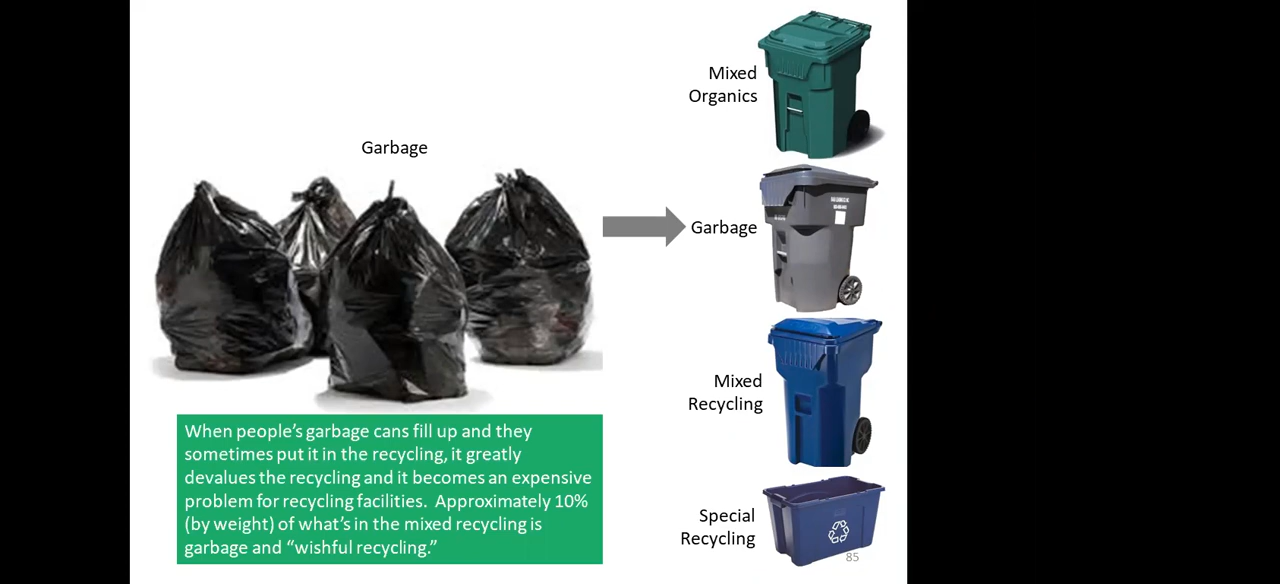 Mixed
Organics
Garbage
Garbage
When people’s garbage cans fill up and they
sometimes put it in the recycling, it greatly
devalues the recycling and it becomes an expensive
problem for recycling facilities.  Approximately 10%
(by weight) of what’s in the mixed recycling is
garbage and “wishful recycling.”
Mixed
Recycling
Special
Recycling
85